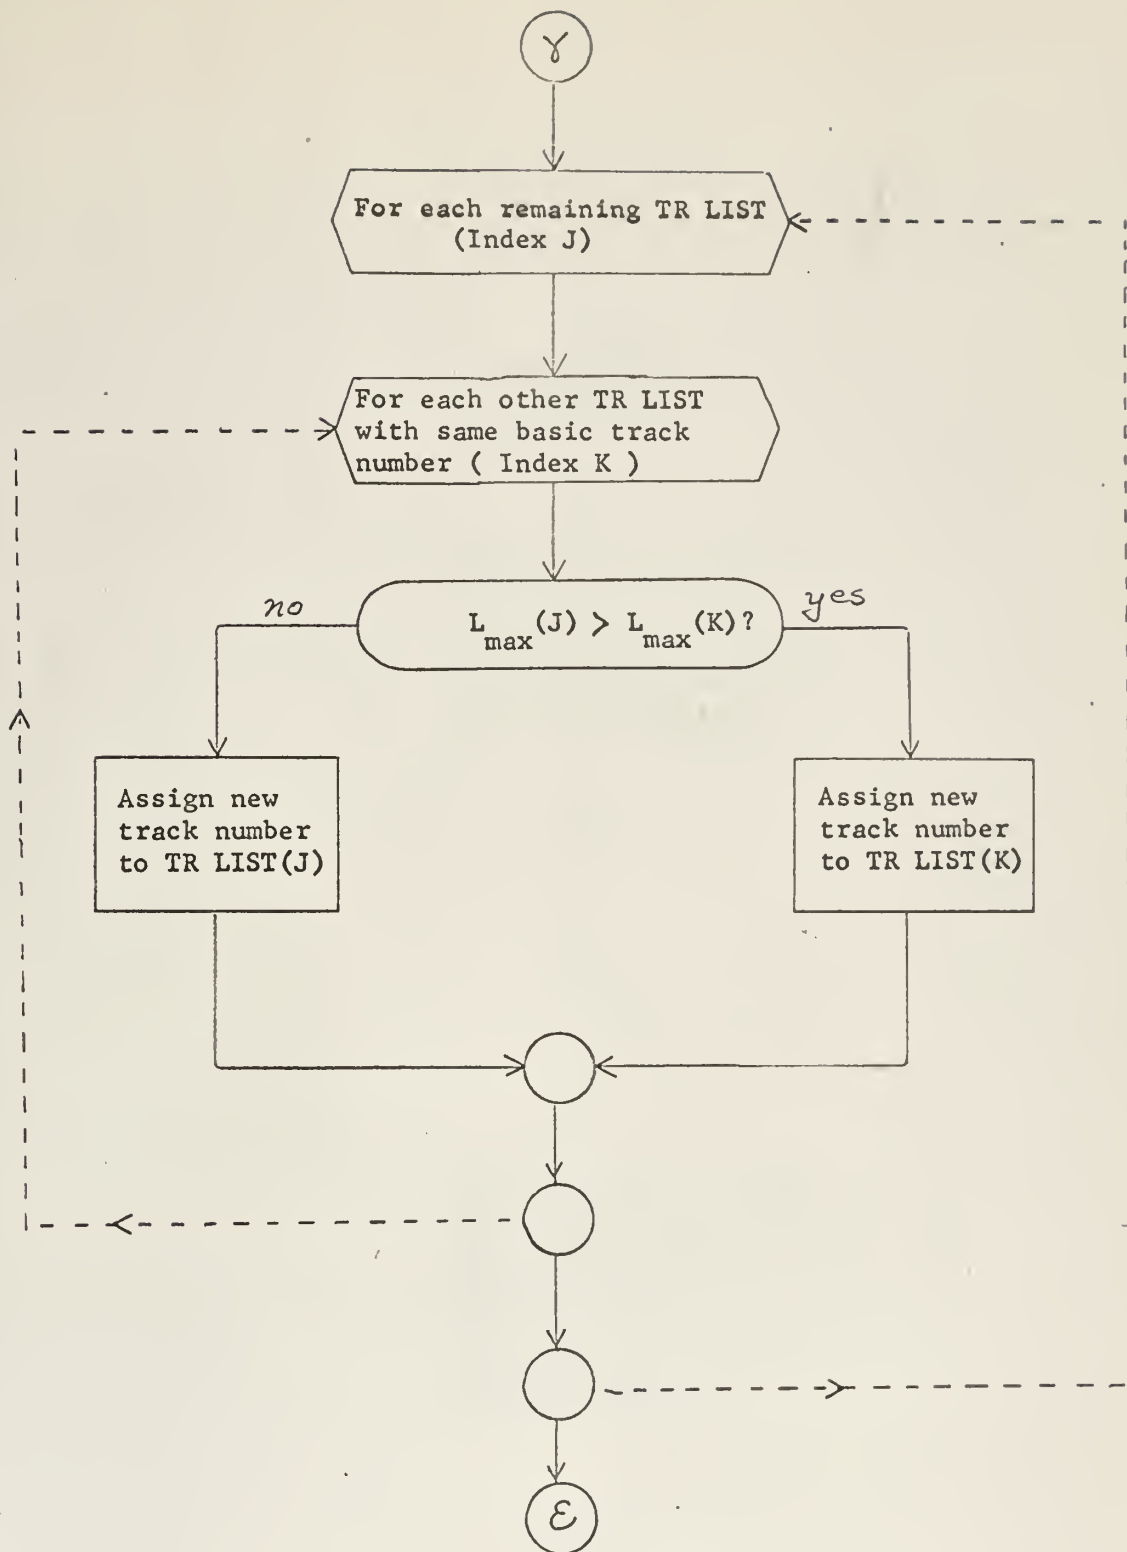 γ
For each remaining TR LIST
(Index J)
For each other TR LIST
with same basic track
number ( Index K )
no
L_max(J) > L_max(K)?
yes
Assign new
track number
to TR LIST(J)
Assign new
track number
to TR LIST(K)
ε